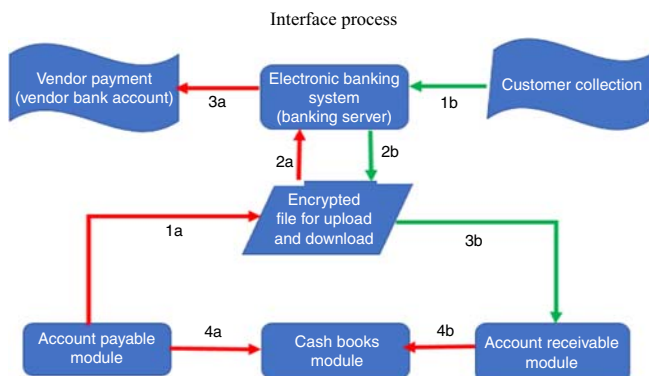 Interface process
Vendor payment
(vendor bank account)
3a
Electronic banking
system
(banking server)
1b
Customer collection
2a
2b
Encrypted
file for upload
and download
1a
3b
Account payable
module
4a
Cash books
module
4b
Account receivable
module